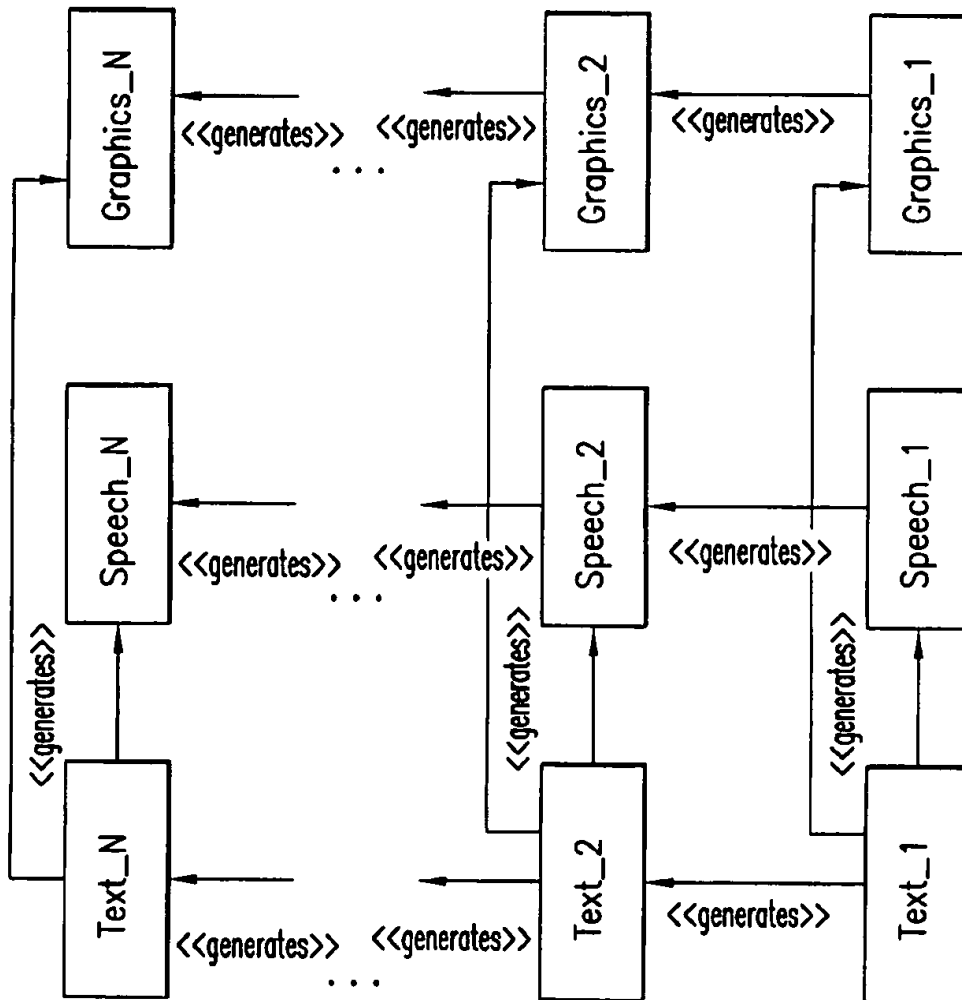 Graphics_N
<<generates>>
<<generates>>
<<generates>>
Graphics_2
Graphics_1
. . .
Speech_N
<<generates>>
<<generates>>
<<generates>>
Speech_2
Speech_1
. . .
<<generates>>
<<generates>>
<<generates>>
Text_N
<<generates>>
<<generates>>
<<generates>>
Text_2
Text_1
. . .